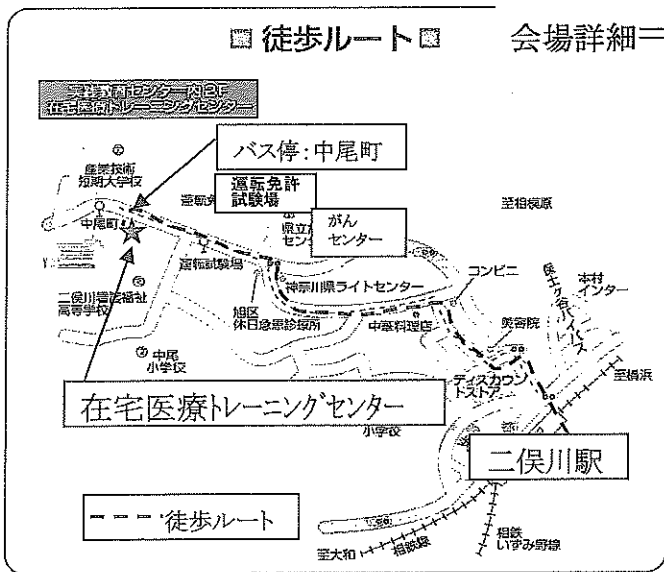 ■ 徒歩ルート ■
会場詳細=
在宅医療トレーニングセンター
バス停:中尾町
産業技術
短期大学校
運転免許
試験場
がん
センター
至相模原
中尾町
運転試験場
コンビニ
神奈川県ライトセンター
本村
インター
保土ヶ谷バイパス
旭区
休日急患診療所
中華料理店
美容院
二俣川看護福祉
高等学校
至横浜
中尾
小学校
ディスカウン
トストア
在宅医療トレーニングセンター
小学校
二俣川駅
徒歩ルート
相鉄
いずみ野線
至大和
相鉄線